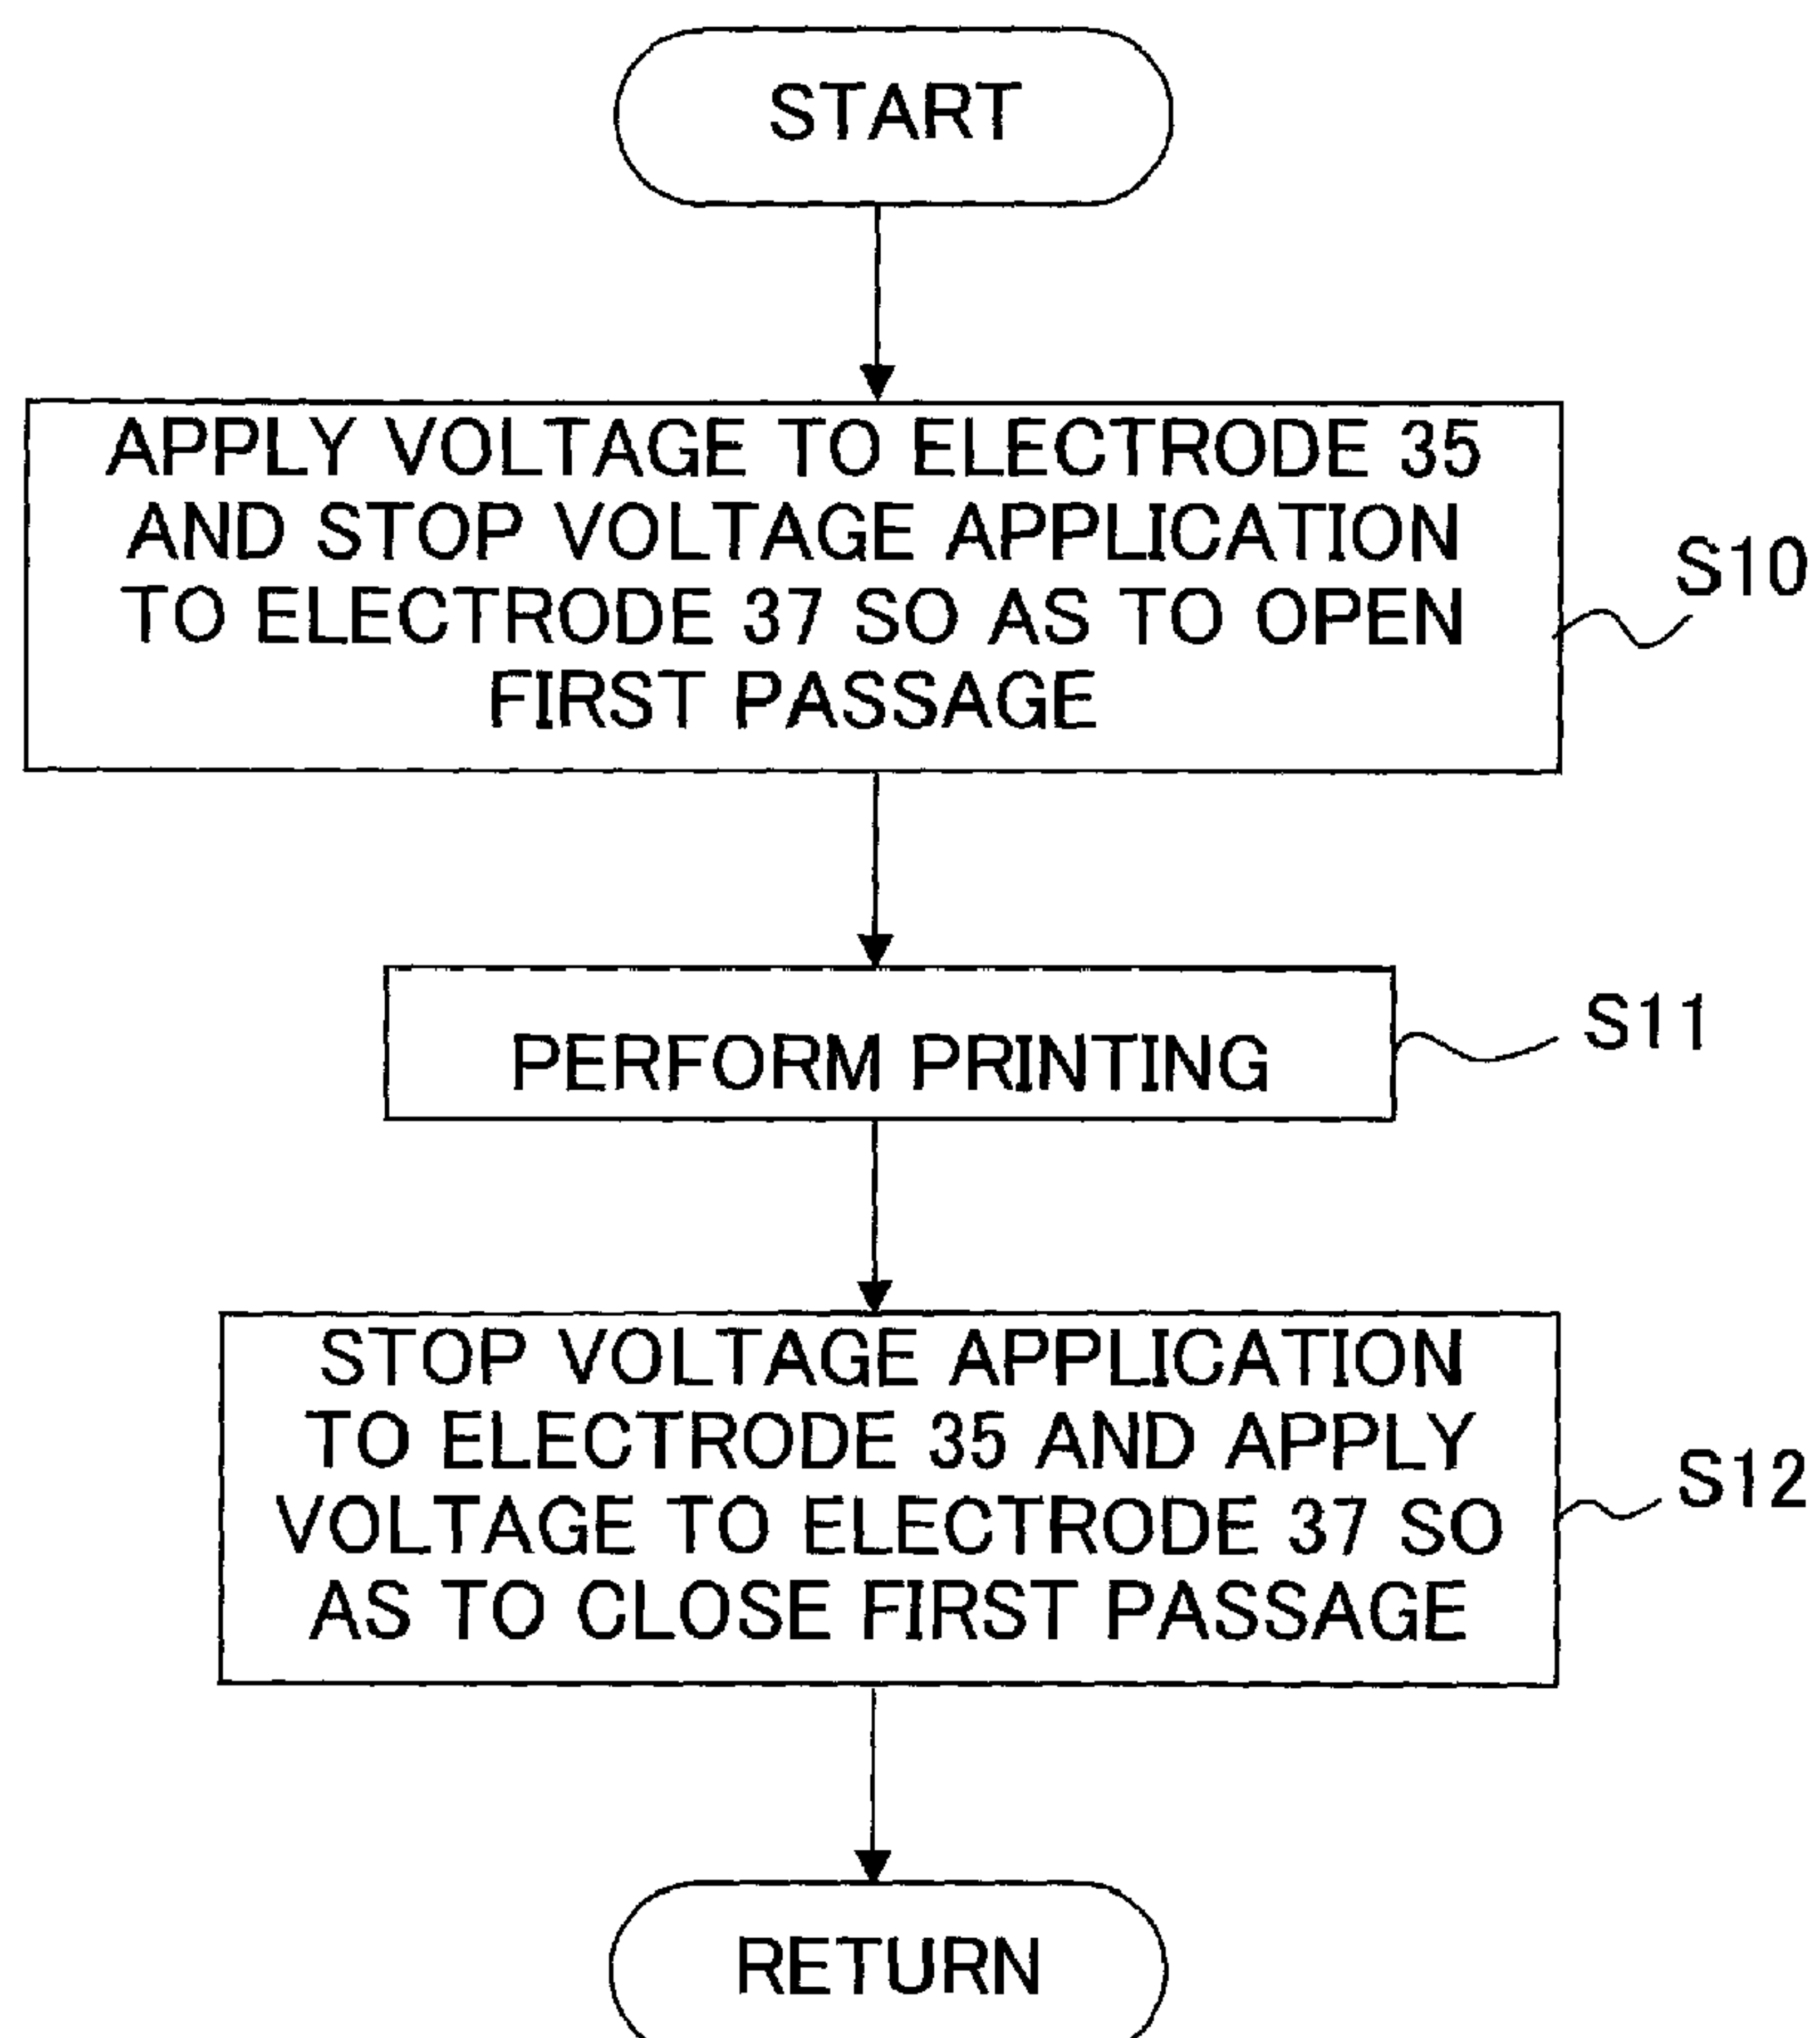 START
APPLY VOLTAGE TO ELECTRODE 35
AND STOP VOLTAGE APPLICATION
TO ELECTRODE 37 SO AS TO OPEN
FIRST PASSAGE
S10
PERFORM PRINTING
S11
STOP VOLTAGE APPLICATION
TO ELECTRODE 35 AND APPLY
VOLTAGE TO ELECTRODE 37 SO
AS TO CLOSE FIRST PASSAGE
S12
RETURN